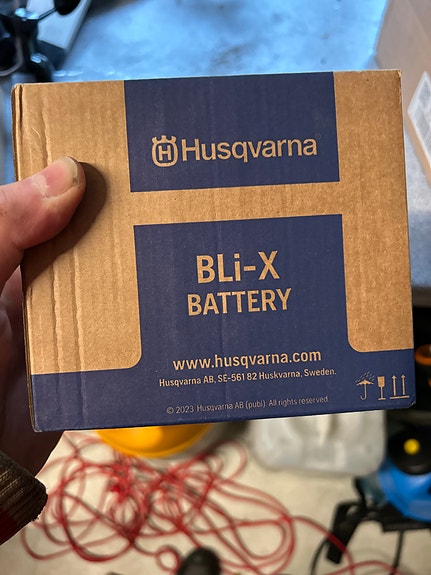 Husqvarna
BLi-X
BATTERY
www.husqvarna.com
Husqvarna AB, SE-561 82 Huskvarna, Sweden.
© 2023 Husqvarna AB (publ). All rights reserved.